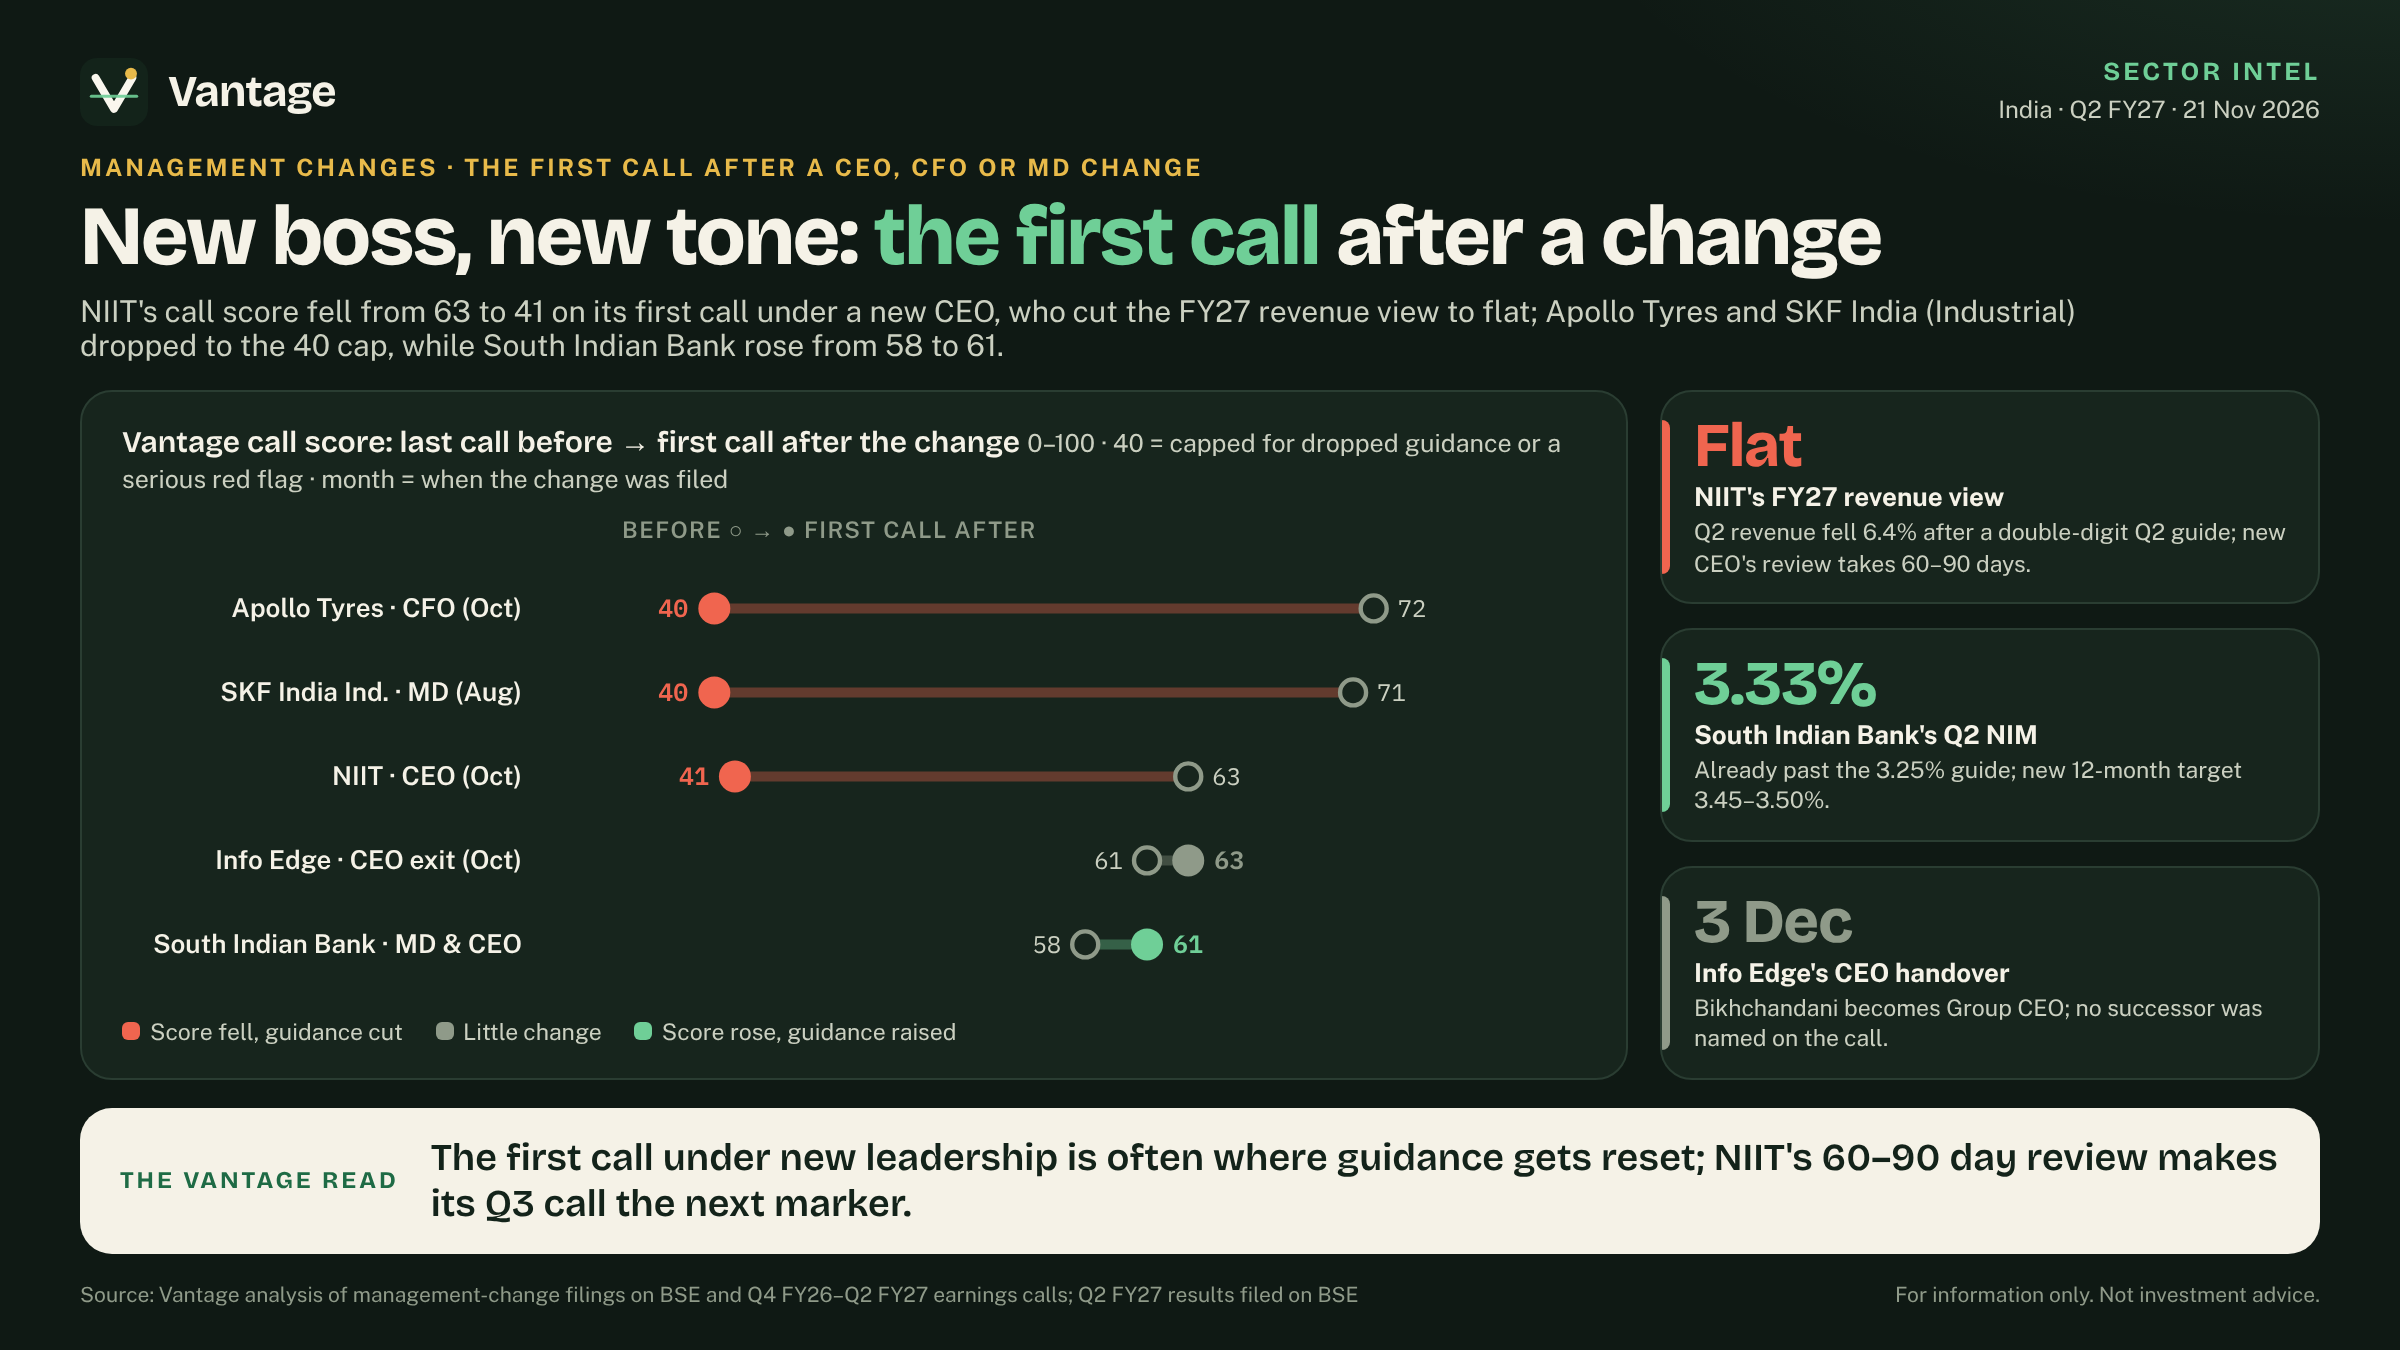 Vantage
SECTOR INTEL
India · Q2 FY27 · 21 Nov 2026
MANAGEMENT CHANGES · THE FIRST CALL AFTER A CEO, CFO OR MD CHANGE
New boss, new tone: the first call after a change
NIIT's call score fell from 63 to 41 on its first call under a new CEO, who cut the FY27 revenue view to flat; Apollo Tyres and SKF India (Industrial)
dropped to the 40 cap, while South Indian Bank rose from 58 to 61.
Vantage call score: last call before → first call after the change 0–100 · 40 = capped for dropped guidance or a
serious red flag · month = when the change was filed
BEFORE ○ → ● FIRST CALL AFTER
Apollo Tyres · CFO (Oct) 40 72
SKF India Ind. · MD (Aug) 40 71
NIIT · CEO (Oct) 41 63
Info Edge · CEO exit (Oct) 61 63
South Indian Bank · MD & CEO 58 61
Score fell, guidance cut Little change Score rose, guidance raised
Flat
NIIT's FY27 revenue view
Q2 revenue fell 6.4% after a double-digit Q2 guide; new
CEO's review takes 60–90 days.
3.33%
South Indian Bank's Q2 NIM
Already past the 3.25% guide; new 12-month target
3.45–3.50%.
3 Dec
Info Edge's CEO handover
Bikhchandani becomes Group CEO; no successor was
named on the call.
THE VANTAGE READ
The first call under new leadership is often where guidance gets reset; NIIT's 60–90 day review makes
its Q3 call the next marker.
Source: Vantage analysis of management-change filings on BSE and Q4 FY26–Q2 FY27 earnings calls; Q2 FY27 results filed on BSE
For information only. Not investment advice.